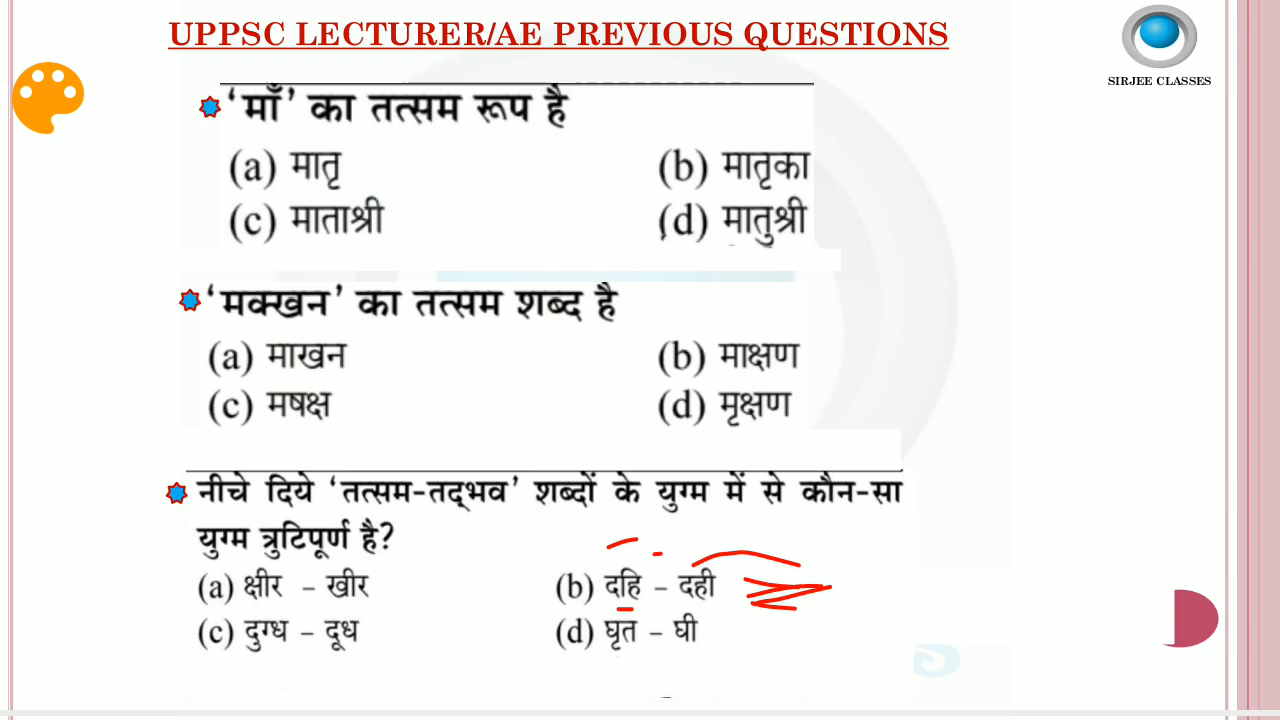 UPPSC LECTURER/AE PREVIOUS QUESTIONS
SIRJEE CLASSES
'माँ' का तत्सम रूप है
(a) मातृ (b) मातृका
(c) माताश्री (d) मातुश्री
'मक्खन' का तत्सम शब्द है
(a) माखन (b) माक्षण
(c) मषक्ष (d) मृक्षण
नीचे दिये 'तत्सम-तद्भव' शब्दों के युग्म में से कौन-सा
युग्म त्रुटिपूर्ण है?
(a) क्षीर - खीर (b) दहि - दही
(c) दुग्ध - दूध (d) घृत - घी